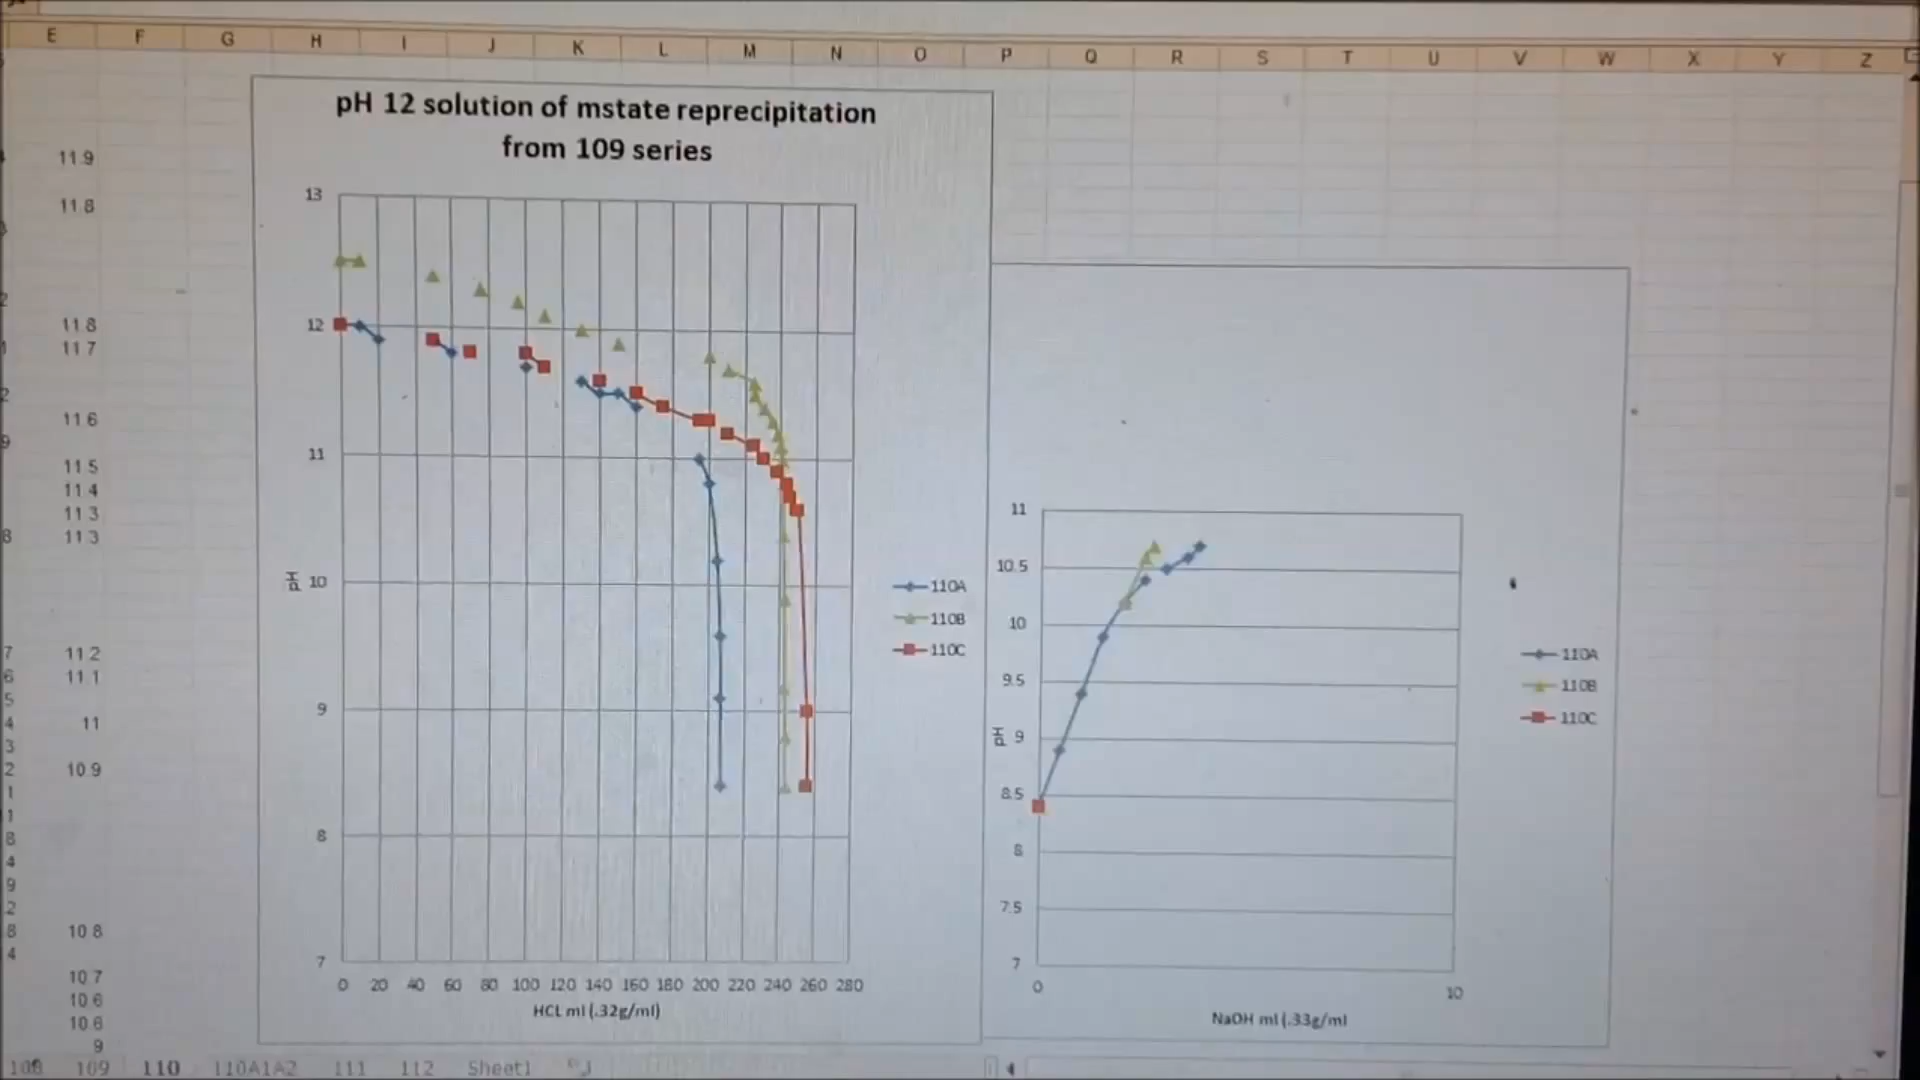 E F G H I J K L M N O P Q R S T U V W X Y Z
pH 12 solution of mstate reprecipitation
from 109 series
11.9
11.8
11.8
11.7
11.6
11.5
11.4
11.3
11.3
11.2
11.1
11
10.9
10.8
10.7
10.6
10.6
9
13
12
11
10
9
8
7
pH
0 20 40 60 80 100 120 140 160 180 200 220 240 260 280
HCL ml (.32g/ml)
110A
110B
110C
11
10.5
10
9.5
9
8.5
8
7.5
7
pH
0 10
NaOH ml (.33g/ml
110A
110B
110C
108 109 110 110A1A2 111 112 Sheet1